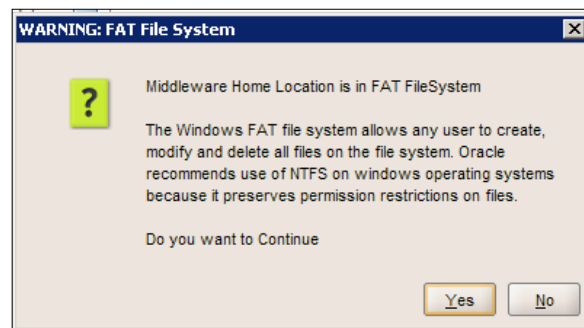 WARNING: FAT File System
Middleware Home Location is in FAT FileSystem
The Windows FAT file system allows any user to create,
modify and delete all files on the file system. Oracle
recommends use of NTFS on windows operating systems
because it preserves permission restrictions on files.
Do you want to Continue
Yes No